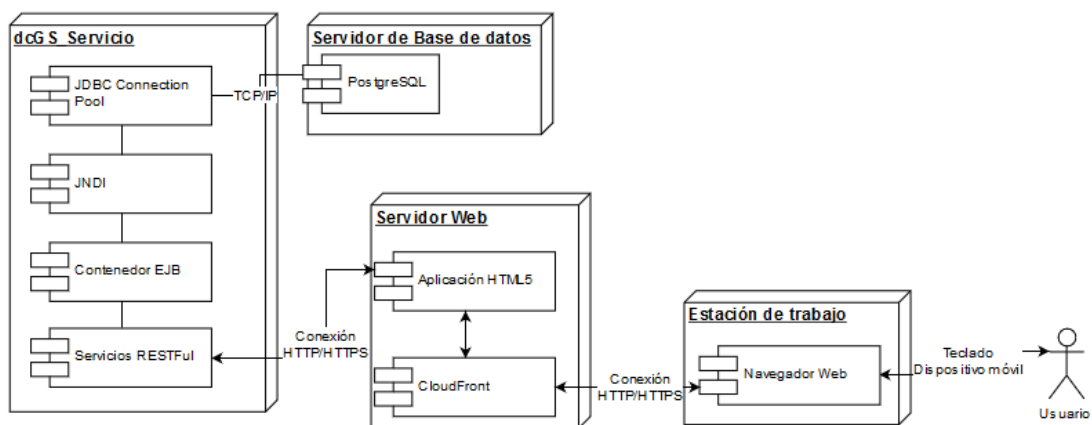 dcGS_Servicio
JDBC Connection
Pool
JNDI
Contenedor EJB
Servicios RESTFul
TCP/IP
Servidor de Base de datos
PostgreSQL
Conexión
HTTP/HTTPS
Servidor Web
Aplicación HTML5
CloudFront
Conexión
HTTP/HTTPS
Estación de trabajo
Navegador Web
Teclado
Dispositivo móvil
Usuario